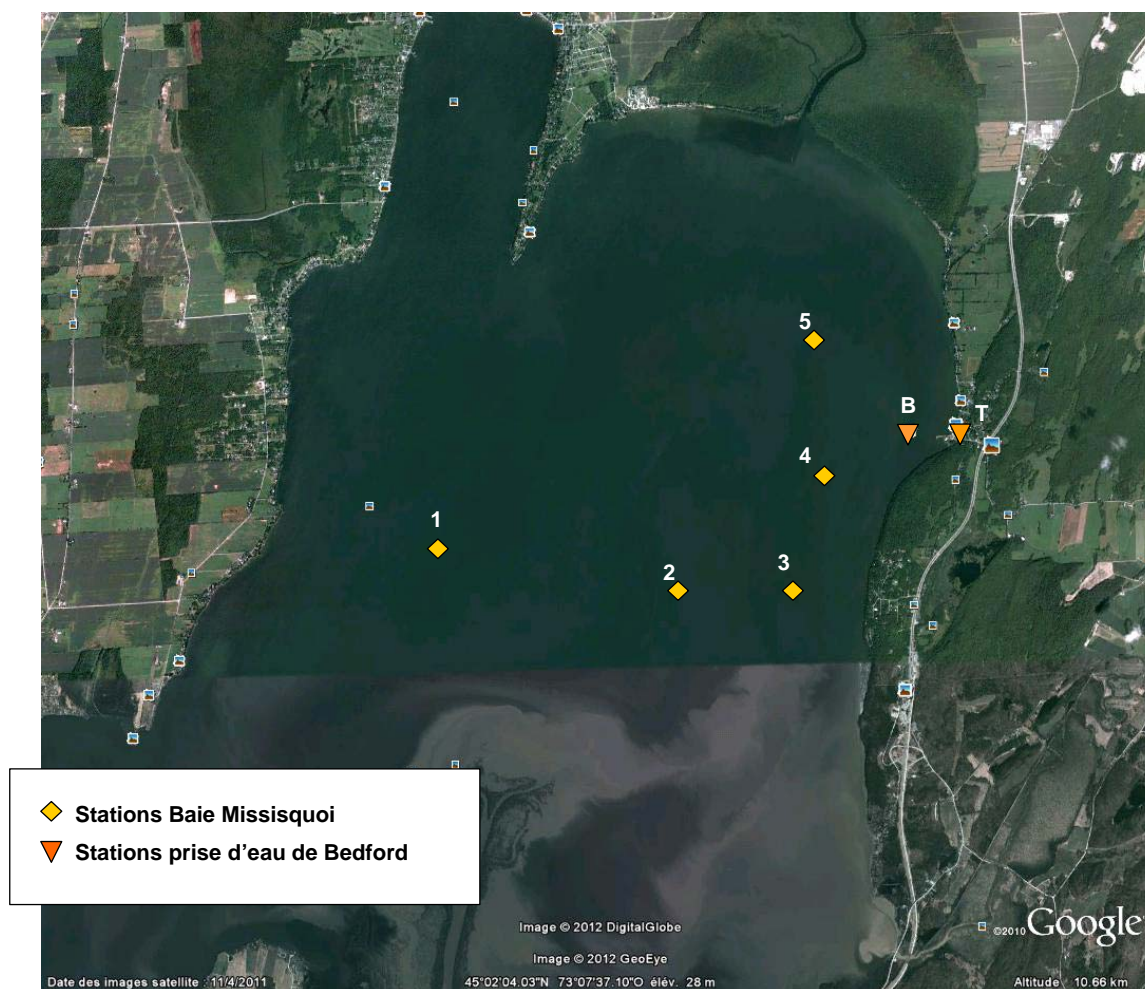 5
B
T
4
1
2
3
Stations Baie Missisquoi
Stations prise d'eau de Bedford
Image © 2012 DigitalGlobe
©2010 Google
Image © 2012 GeoEye
Date des images satellite : 11/4/2011 45°02'04.03"N 73°07'37.10"O élév. 28 m Altitude 10.66 km